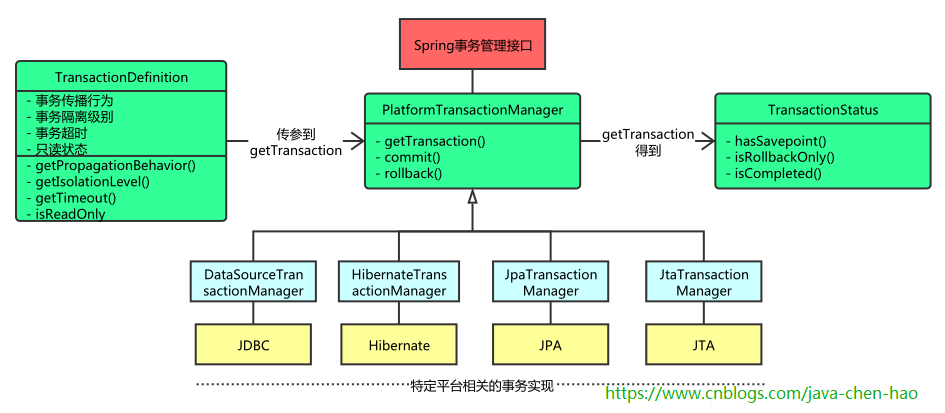 Spring事务管理接口
TransactionDefinition
- 事务传播行为
- 事务隔离级别
- 事务超时
- 只读状态
- getPropagationBehavior()
- getIsolationLevel()
- getTimeout()
- isReadOnly
传参到
getTransaction
PlatformTransactionManager
- getTransaction()
- commit()
- rollback()
getTransaction
得到
TransactionStatus
- hasSavepoint()
- isRollbackOnly()
- isCompleted()
DataSourceTran
sactionManager
HibernateTrans
actionManager
JpaTransaction
Manager
JtaTransaction
Manager
JDBC
Hibernate
JPA
JTA
特定平台相关的事务实现
https://www.cnblogs.com/java-chen-hao